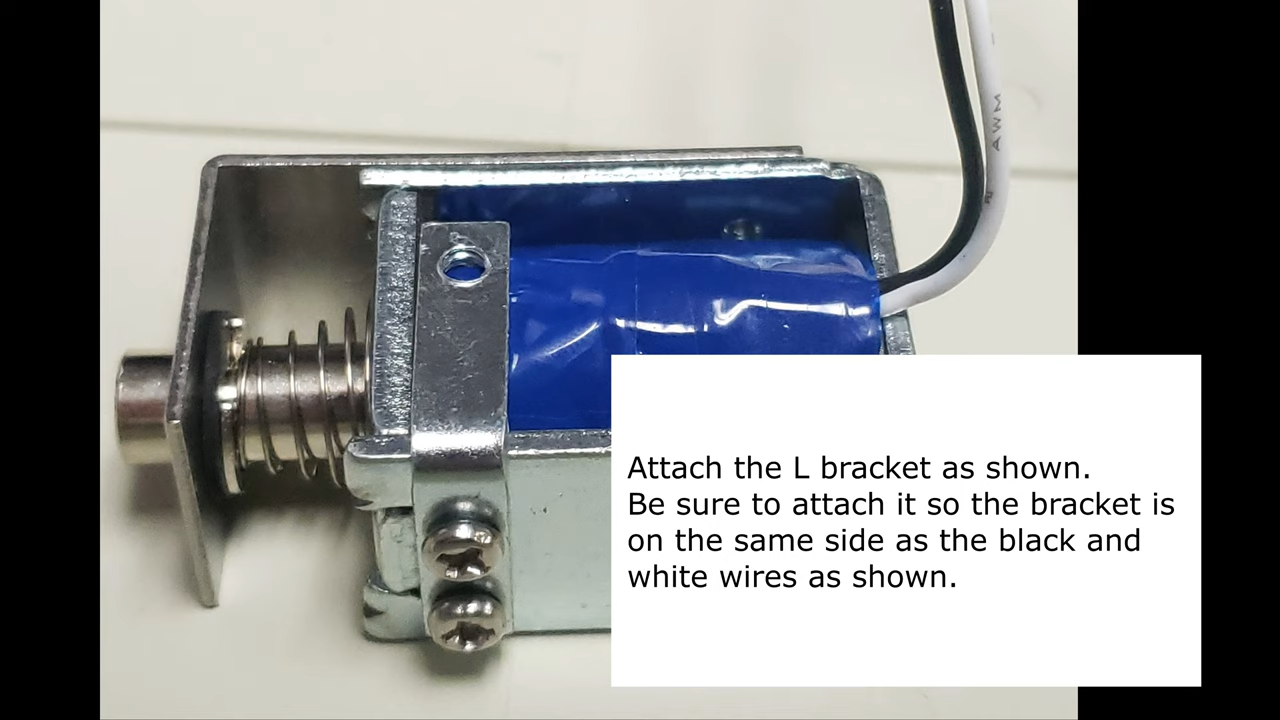 AWM
Attach the L bracket as shown.
Be sure to attach it so the bracket is
on the same side as the black and
white wires as shown.